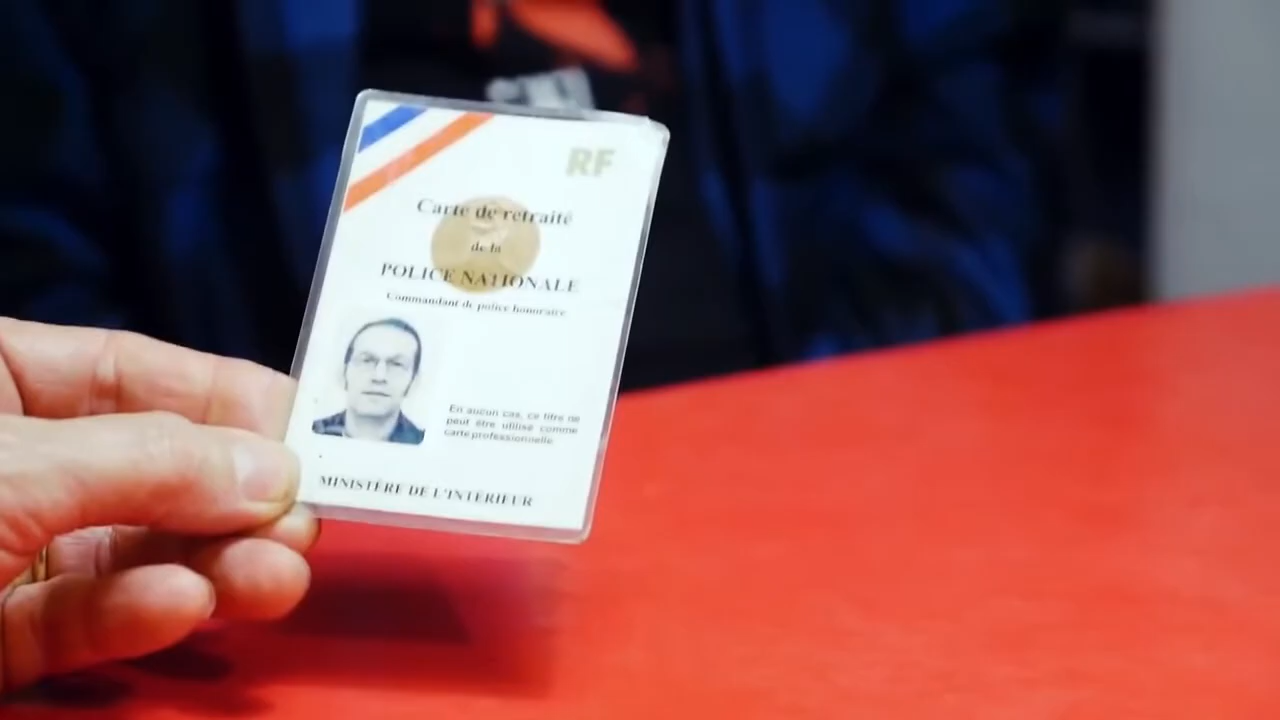 RF
Carte de retraité
de la
POLICE NATIONALE
Commandant de police honoraire
En aucun cas, ce titre ne
peut être utilisé comme
carte professionnelle
MINISTÈRE DE L'INTÉRIEUR